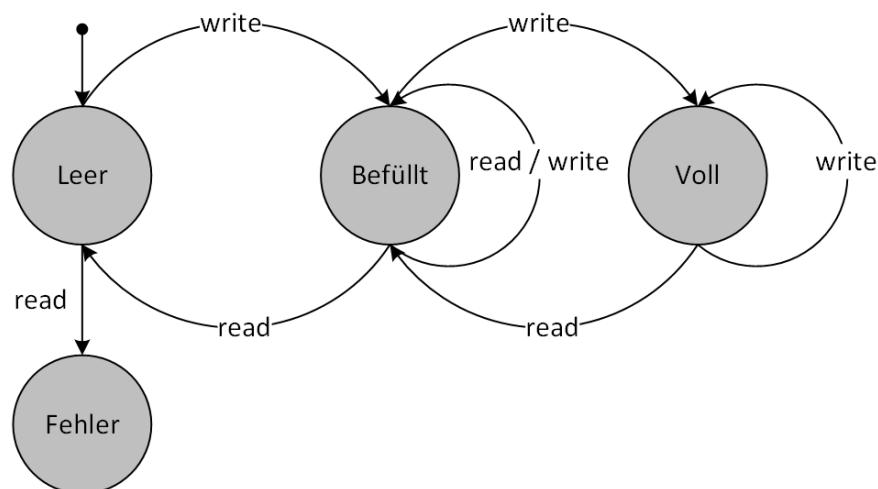 write
write
Leer
Befüllt
read / write
Voll
write
read
read
read
Fehler